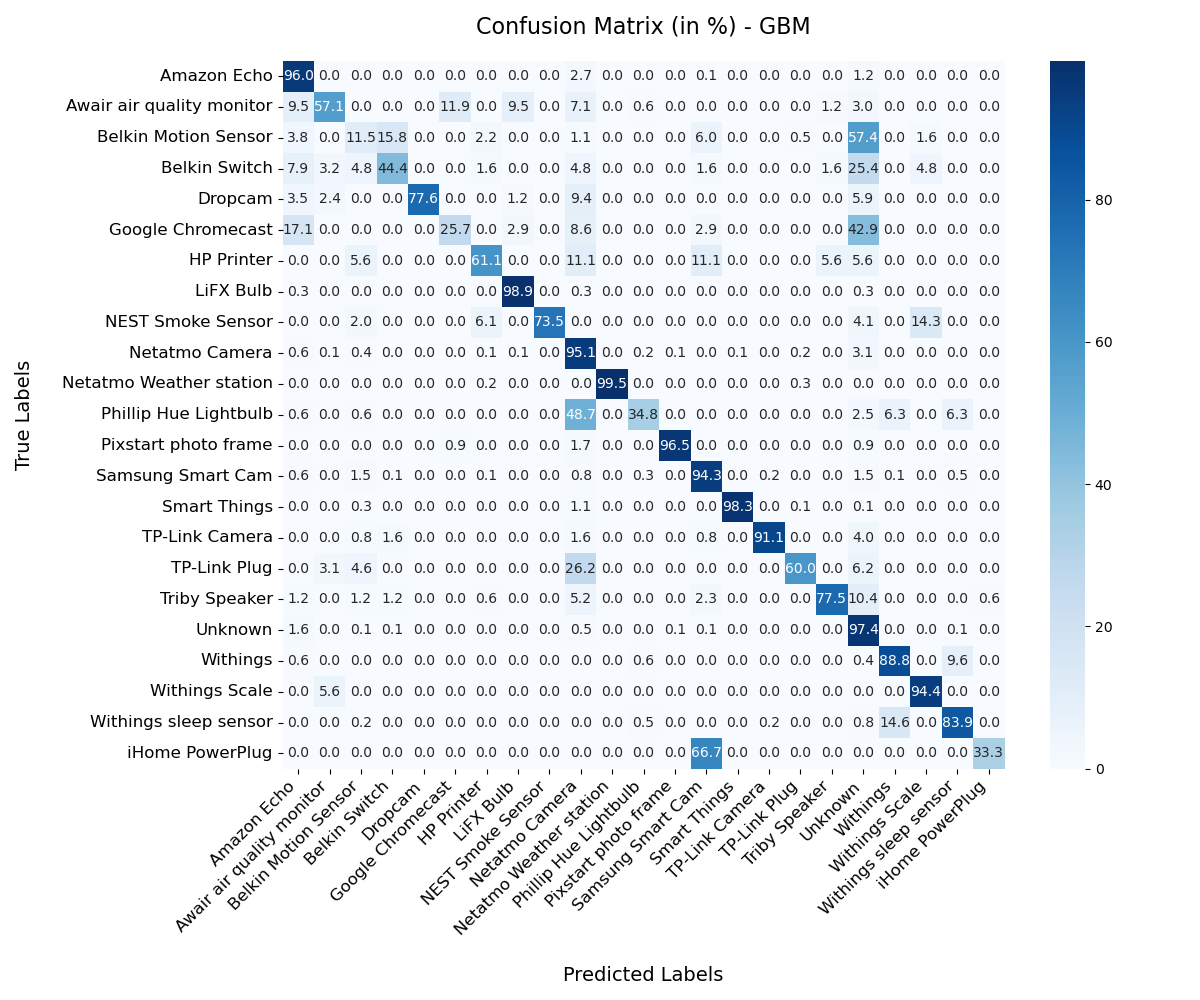 Confusion Matrix (in %) - GBM
True Labels
Amazon Echo 96.0 0.0 0.0 0.0 0.0 0.0 0.0 0.0 0.0 2.7 0.0 0.0 0.0 0.1 0.0 0.0 0.0 0.0 1.2 0.0 0.0 0.0 0.0
Awair air quality monitor 9.5 57.1 0.0 0.0 0.0 11.9 0.0 9.5 0.0 7.1 0.0 0.6 0.0 0.0 0.0 0.0 0.0 1.2 3.0 0.0 0.0 0.0 0.0
Belkin Motion Sensor 3.8 0.0 11.5 15.8 0.0 0.0 2.2 0.0 0.0 1.1 0.0 0.0 0.0 6.0 0.0 0.0 0.5 0.0 57.4 0.0 1.6 0.0 0.0
Belkin Switch 7.9 3.2 4.8 44.4 0.0 0.0 1.6 0.0 0.0 4.8 0.0 0.0 0.0 1.6 0.0 0.0 0.0 1.6 25.4 0.0 4.8 0.0 0.0
Dropcam 3.5 2.4 0.0 0.0 77.6 0.0 0.0 1.2 0.0 9.4 0.0 0.0 0.0 0.0 0.0 0.0 0.0 0.0 5.9 0.0 0.0 0.0 0.0
Google Chromecast 17.1 0.0 0.0 0.0 0.0 25.7 0.0 2.9 0.0 8.6 0.0 0.0 0.0 2.9 0.0 0.0 0.0 0.0 42.9 0.0 0.0 0.0 0.0
HP Printer 0.0 0.0 5.6 0.0 0.0 0.0 61.1 0.0 0.0 11.1 0.0 0.0 0.0 11.1 0.0 0.0 0.0 5.6 5.6 0.0 0.0 0.0 0.0
LiFX Bulb 0.3 0.0 0.0 0.0 0.0 0.0 0.0 98.9 0.0 0.3 0.0 0.0 0.0 0.0 0.0 0.0 0.0 0.0 0.3 0.0 0.0 0.0 0.0
NEST Smoke Sensor 0.0 0.0 2.0 0.0 0.0 0.0 6.1 0.0 73.5 0.0 0.0 0.0 0.0 0.0 0.0 0.0 0.0 0.0 4.1 0.0 14.3 0.0 0.0
Netatmo Camera 0.6 0.1 0.4 0.0 0.0 0.0 0.1 0.1 0.0 95.1 0.0 0.2 0.1 0.0 0.1 0.0 0.2 0.0 3.1 0.0 0.0 0.0 0.0
Netatmo Weather station 0.0 0.0 0.0 0.0 0.0 0.0 0.2 0.0 0.0 0.0 99.5 0.0 0.0 0.0 0.0 0.0 0.3 0.0 0.0 0.0 0.0 0.0 0.0
Phillip Hue Lightbulb 0.6 0.0 0.6 0.0 0.0 0.0 0.0 0.0 0.0 48.7 0.0 34.8 0.0 0.0 0.0 0.0 0.0 0.0 2.5 6.3 0.0 6.3 0.0
Pixstart photo frame 0.0 0.0 0.0 0.0 0.0 0.9 0.0 0.0 0.0 1.7 0.0 0.0 96.5 0.0 0.0 0.0 0.0 0.0 0.9 0.0 0.0 0.0 0.0
Samsung Smart Cam 0.6 0.0 1.5 0.1 0.0 0.0 0.1 0.0 0.0 0.8 0.0 0.3 0.0 94.3 0.0 0.2 0.0 0.0 1.5 0.1 0.0 0.5 0.0
Smart Things 0.0 0.0 0.3 0.0 0.0 0.0 0.0 0.0 0.0 1.1 0.0 0.0 0.0 0.0 98.3 0.0 0.1 0.0 0.1 0.0 0.0 0.0 0.0
TP-Link Camera 0.0 0.0 0.8 1.6 0.0 0.0 0.0 0.0 0.0 1.6 0.0 0.0 0.0 0.8 0.0 91.1 0.0 0.0 4.0 0.0 0.0 0.0 0.0
TP-Link Plug 0.0 3.1 4.6 0.0 0.0 0.0 0.0 0.0 0.0 26.2 0.0 0.0 0.0 0.0 0.0 0.0 60.0 0.0 6.2 0.0 0.0 0.0 0.0
Triby Speaker 1.2 0.0 1.2 1.2 0.0 0.0 0.6 0.0 0.0 5.2 0.0 0.0 0.0 2.3 0.0 0.0 0.0 77.5 10.4 0.0 0.0 0.0 0.6
Unknown 1.6 0.0 0.1 0.1 0.0 0.0 0.0 0.0 0.0 0.5 0.0 0.0 0.1 0.1 0.0 0.0 0.0 0.0 97.4 0.0 0.0 0.1 0.0
Withings 0.6 0.0 0.0 0.0 0.0 0.0 0.0 0.0 0.0 0.0 0.0 0.6 0.0 0.0 0.0 0.0 0.0 0.0 0.4 88.8 0.0 9.6 0.0
Withings Scale 0.0 5.6 0.0 0.0 0.0 0.0 0.0 0.0 0.0 0.0 0.0 0.0 0.0 0.0 0.0 0.0 0.0 0.0 0.0 0.0 94.4 0.0 0.0
Withings sleep sensor 0.0 0.0 0.2 0.0 0.0 0.0 0.0 0.0 0.0 0.0 0.0 0.5 0.0 0.0 0.0 0.2 0.0 0.0 0.8 14.6 0.0 83.9 0.0
iHome PowerPlug 0.0 0.0 0.0 0.0 0.0 0.0 0.0 0.0 0.0 0.0 0.0 0.0 0.0 66.7 0.0 0.0 0.0 0.0 0.0 0.0 0.0 0.0 33.3
Amazon Echo
Awair air quality monitor
Belkin Motion Sensor
Belkin Switch
Dropcam
Google Chromecast
HP Printer
LiFX Bulb
NEST Smoke Sensor
Netatmo Camera
Netatmo Weather station
Phillip Hue Lightbulb
Pixstart photo frame
Samsung Smart Cam
Smart Things
TP-Link Camera
TP-Link Plug
Triby Speaker
Unknown
Withings
Withings Scale
Withings sleep sensor
iHome PowerPlug
Predicted Labels
80
60
40
20
0